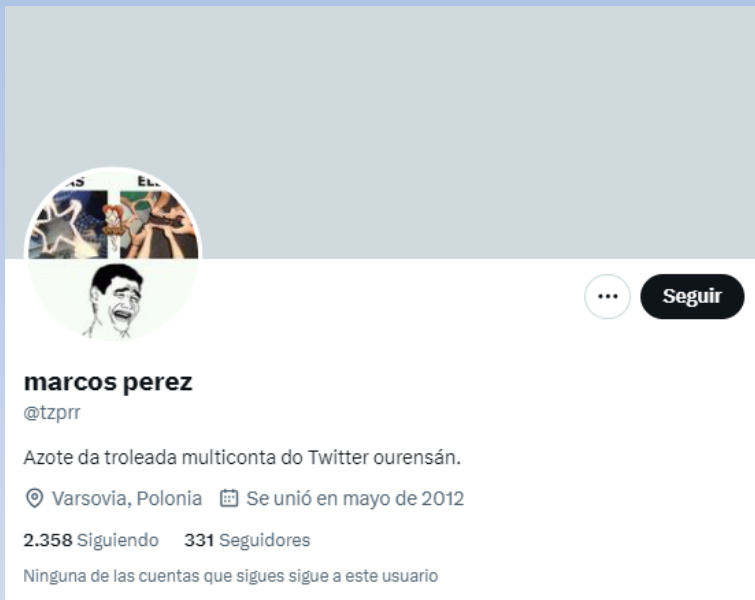 Seguir
marcos perez
@tzprr
Azote da troleada multiconta do Twitter ourensán.
Varsovia, Polonia Se unió en mayo de 2012
2.358 Siguiendo 331 Seguidores
Ninguna de las cuentas que sigues sigue a este usuario